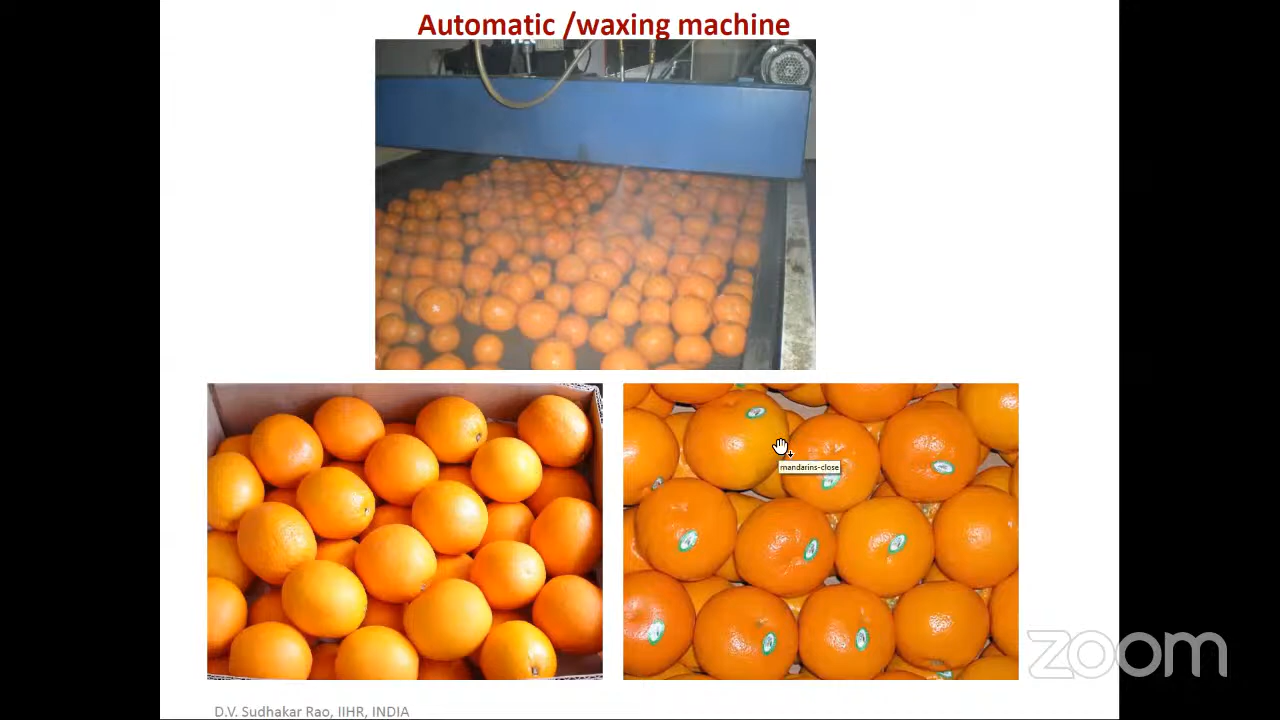 Automatic /waxing machine
mandarins-close
zoom
D.V. Sudhakar Rao, IIHR, INDIA